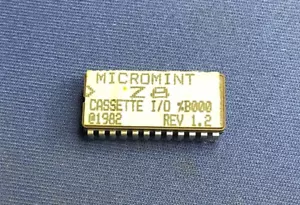 MICROMINT
> Z8
CASSETTE I/O %B000
@1982 REV 1.2